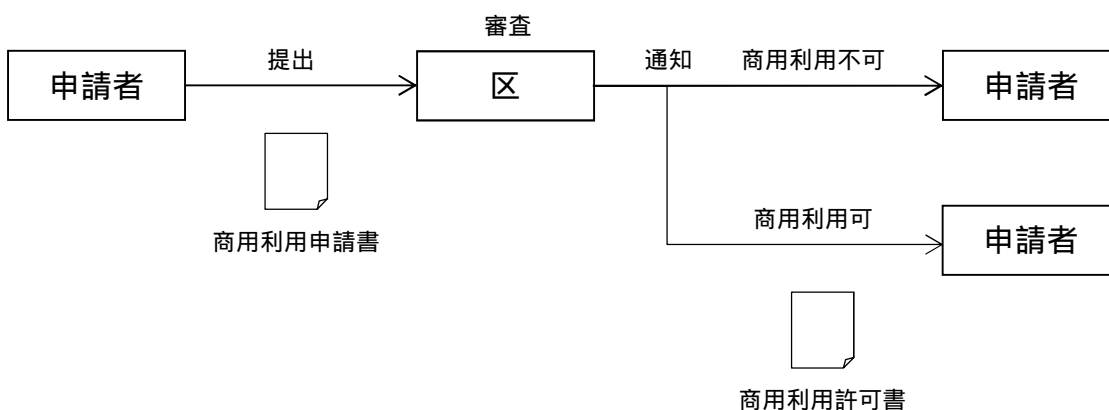 審査
提出
通知
商用利用不可
申請者
区
申請者
商用利用申請書
商用利用可
申請者
商用利用許可書